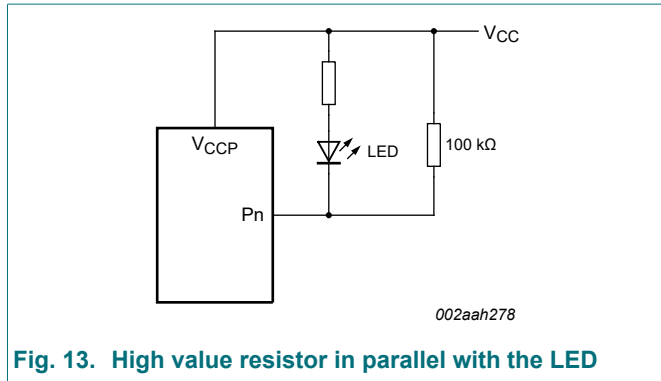 VCC
VCCP
LED
100 kΩ
Pn
002aah278
Fig. 13. High value resistor in parallel with the LED